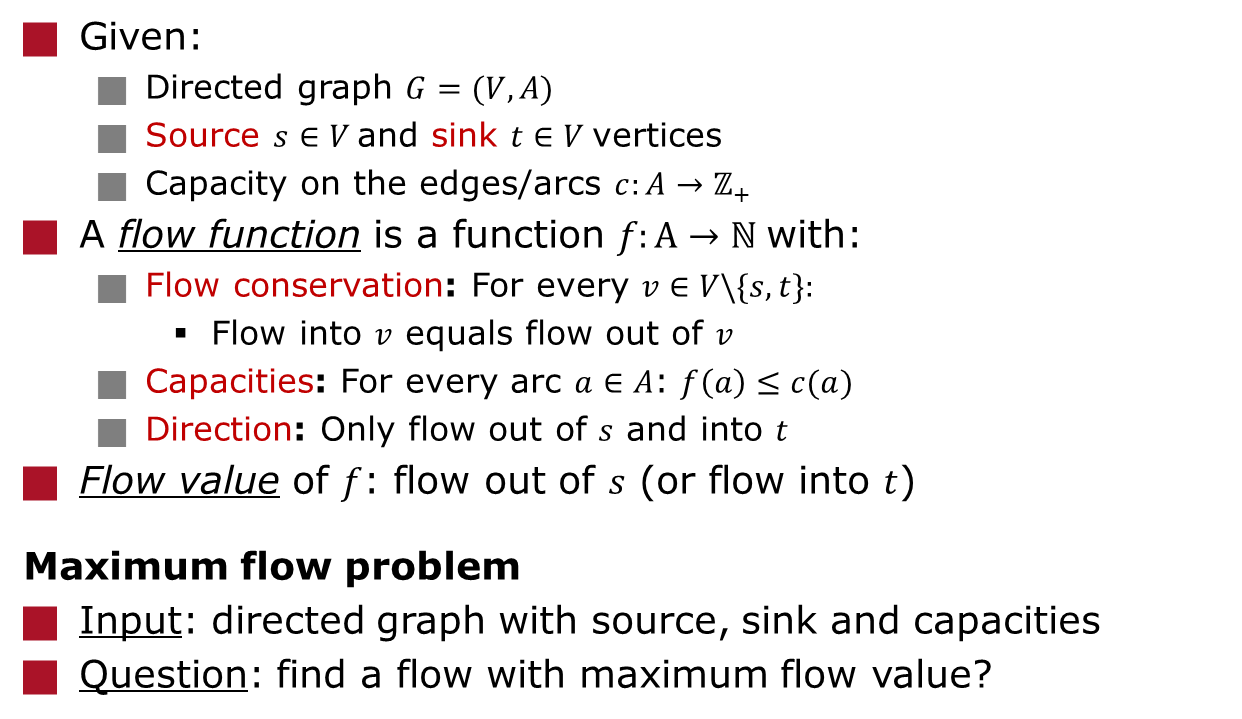 Given:
Directed graph G = (V, A)
Source s ∈ V and sink t ∈ V vertices
Capacity on the edges/arcs c: A → ℤ₊
A flow function is a function f: A → ℕ with:
Flow conservation: For every v ∈ V\{s, t}:
Flow into v equals flow out of v
Capacities: For every arc a ∈ A: f(a) ≤ c(a)
Direction: Only flow out of s and into t
Flow value of f: flow out of s (or flow into t)
Maximum flow problem
Input: directed graph with source, sink and capacities
Question: find a flow with maximum flow value?